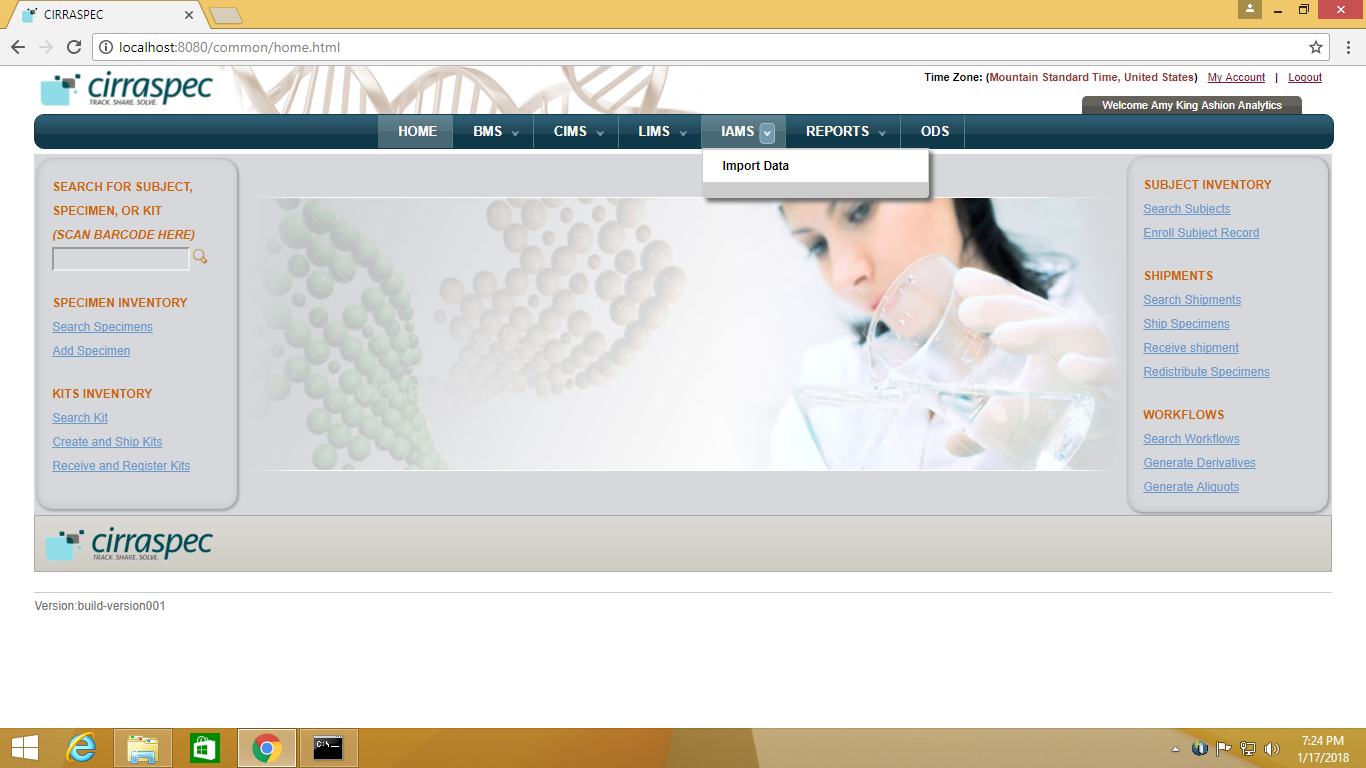 CIRRASPEC
localhost:8080/common/home.html
cirraspec
TRACK. SHARE. SOLVE.
Time Zone: (Mountain Standard Time, United States) My Account | Logout
Welcome Amy King Ashion Analytics
HOME BMS CIMS LIMS IAMS REPORTS ODS
Import Data
SEARCH FOR SUBJECT,
SPECIMEN, OR KIT
(SCAN BARCODE HERE)
SPECIMEN INVENTORY
Search Specimens
Add Specimen
KITS INVENTORY
Search Kit
Create and Ship Kits
Receive and Register Kits
SUBJECT INVENTORY
Search Subjects
Enroll Subject Record
SHIPMENTS
Search Shipments
Ship Specimens
Receive shipment
Redistribute Specimens
WORKFLOWS
Search Workflows
Generate Derivatives
Generate Aliquots
cirraspec
TRACK. SHARE. SOLVE.
Version:build-version001
C:\_
7:24 PM
1/17/2018